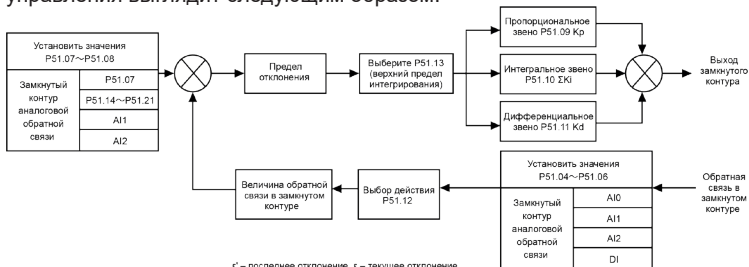 управления выглядит следующим образом:
Установить значения
P51.07～P51.08
Замкнутый
контур
аналоговой
обратной
связи
P51.07
P51.14～P51.21
AI1
AI2
Предел
отклонения
Выберите P51.13
(верхний предел
интегрирования)
Пропорциональное
звено P51.09 Kp
Интегральное звено
P51.10 ΣKi
Дифференциальное
звено P51.11 Kd
Выход
замкнутого
контура
Величина обратной
связи в замкнутом
контуре
Выбор действия
P51.12
Установить значения
P51.04～P51.06
Замкнутый
контур
аналоговой
обратной
связи
AI0
AI1
AI2
DI
Обратная
связь в
замкнутом
контуре
ε' – последнее отклонение, ε – текущее отклонение